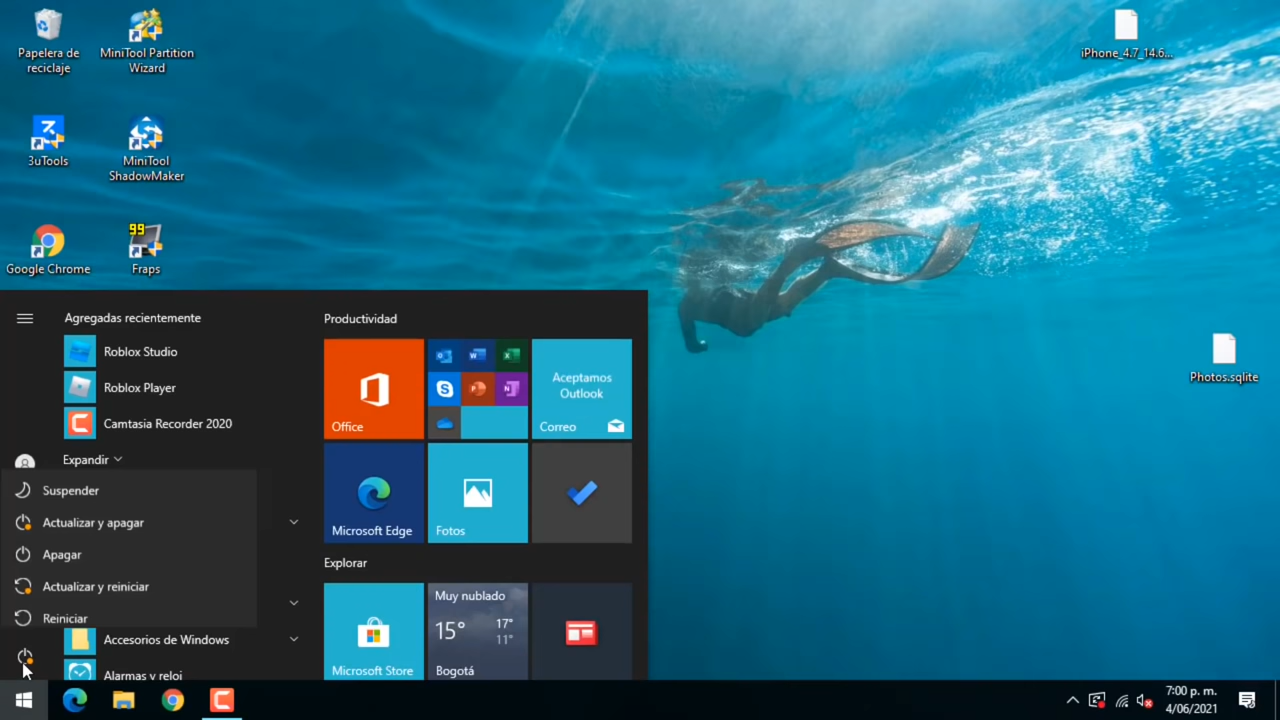 Papelera de
reciclaje
MiniTool Partition
Wizard
iPhone_4.7_14.6...
3uTools
MiniTool
ShadowMaker
99
Google Chrome
Fraps
Photos.sqlite
Agregadas recientemente
Roblox Studio
Roblox Player
Camtasia Recorder 2020
Expandir
Suspender
Actualizar y apagar
Apagar
Actualizar y reiniciar
Reiniciar
Accesorios de Windows
Alarmas y reloj
Productividad
Office
Aceptamos
Outlook
Correo
Microsoft Edge
Fotos
Explorar
Microsoft Store
Muy nublado
15° 17°
11°
Bogotá
7:00 p. m.
4/06/2021